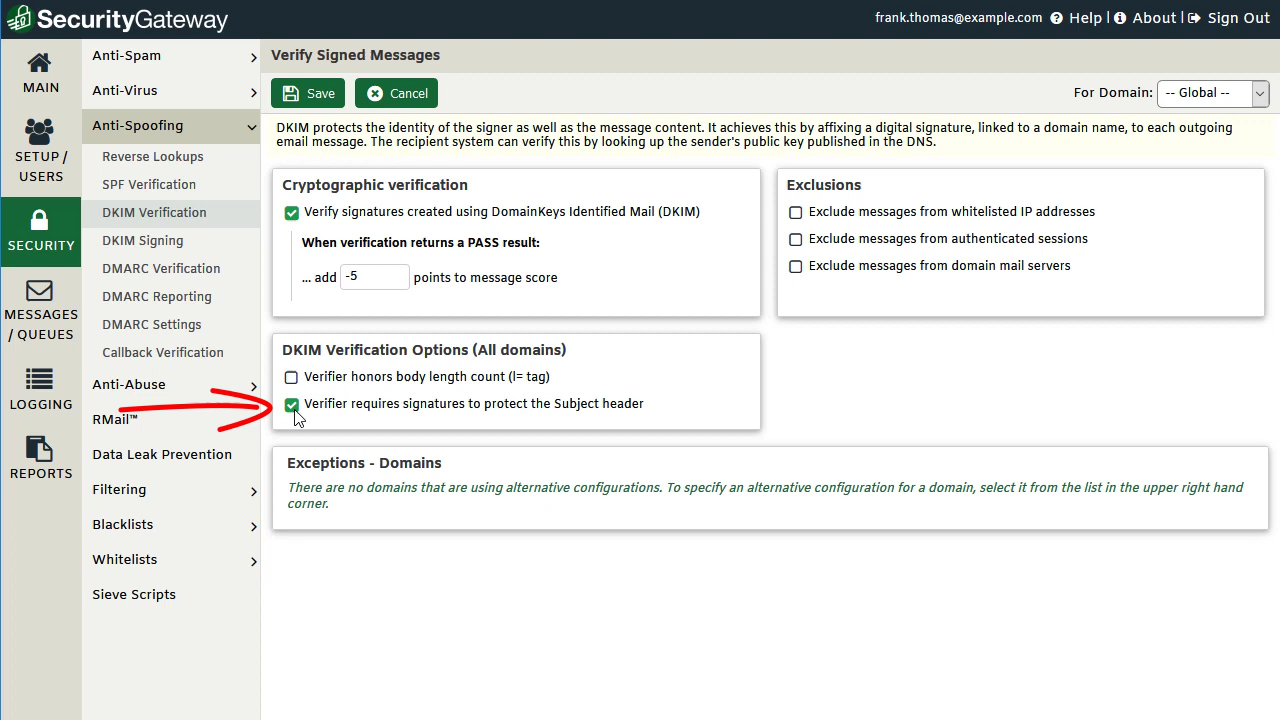 SecurityGateway
frank.thomas@example.com Help | About | Sign Out
MAIN
SETUP /
USERS
SECURITY
MESSAGES
/ QUEUES
LOGGING
REPORTS
Anti-Spam
Anti-Virus
Anti-Spoofing
Reverse Lookups
SPF Verification
DKIM Verification
DKIM Signing
DMARC Verification
DMARC Reporting
DMARC Settings
Callback Verification
Anti-Abuse
RMail™
Data Leak Prevention
Filtering
Blacklists
Whitelists
Sieve Scripts
Verify Signed Messages
Save Cancel
For Domain: -- Global --
DKIM protects the identity of the signer as well as the message content. It achieves this by affixing a digital signature, linked to a domain name, to each outgoing
email message. The recipient system can verify this by looking up the sender's public key published in the DNS.
Cryptographic verification
Verify signatures created using DomainKeys Identified Mail (DKIM)
When verification returns a PASS result:
... add -5 points to message score
Exclusions
Exclude messages from whitelisted IP addresses
Exclude messages from authenticated sessions
Exclude messages from domain mail servers
DKIM Verification Options (All domains)
Verifier honors body length count (l= tag)
Verifier requires signatures to protect the Subject header
Exceptions - Domains
There are no domains that are using alternative configurations. To specify an alternative configuration for a domain, select it from the list in the upper right hand
corner.